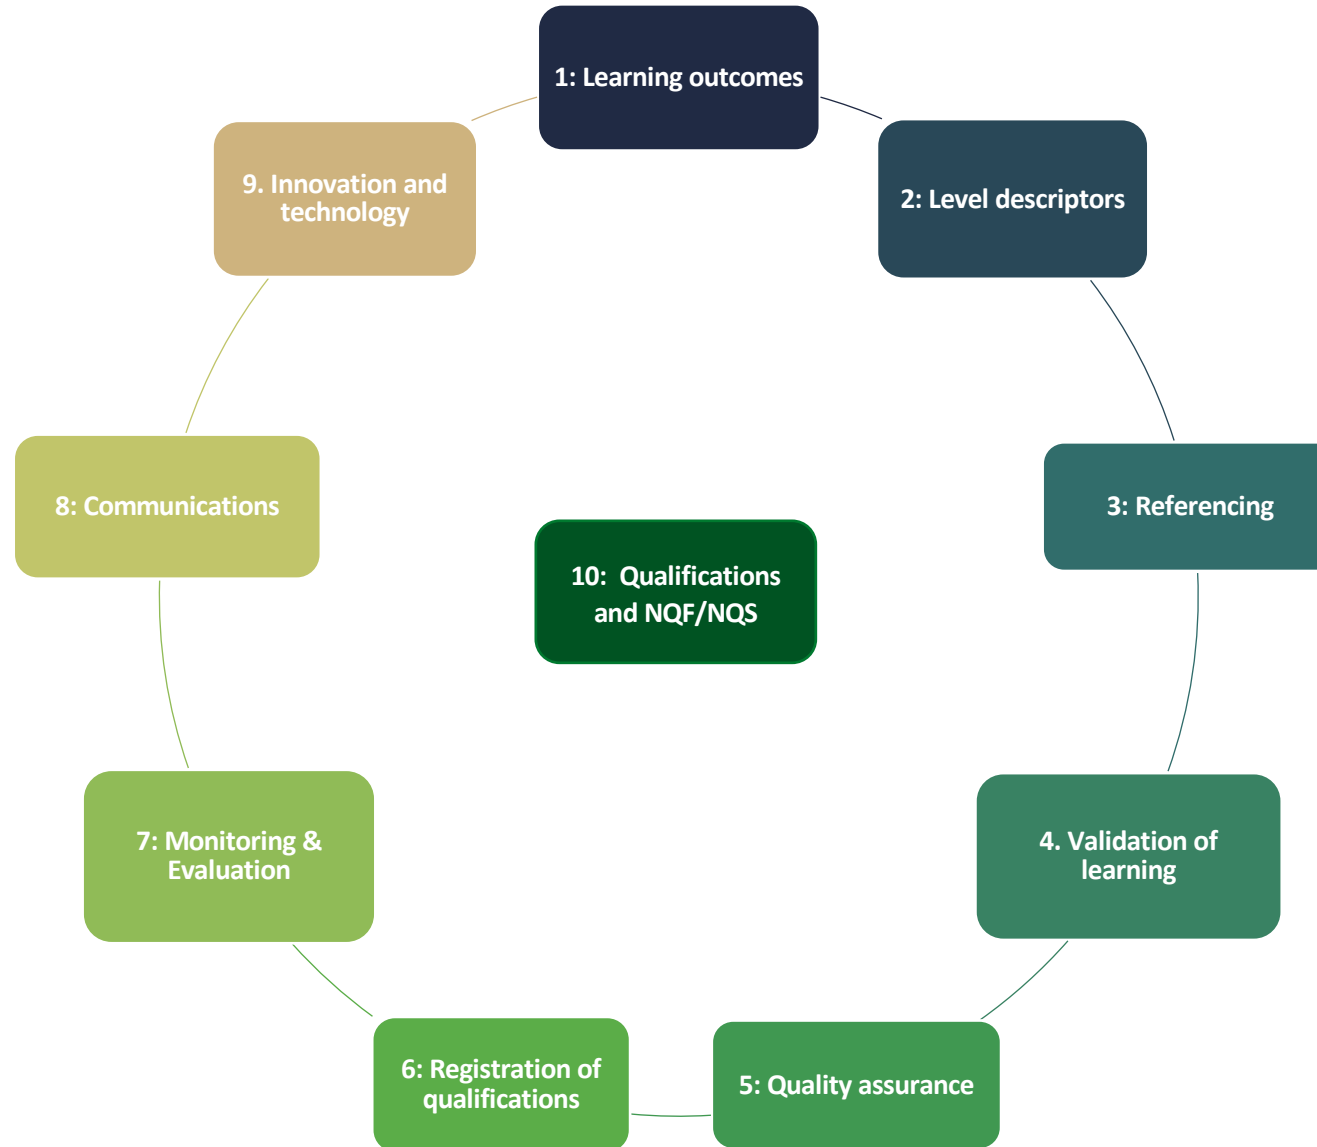 1: Learning outcomes
2: Level descriptors
3: Referencing
4. Validation of
learning
5: Quality assurance
6: Registration of
qualifications
7: Monitoring &
Evaluation
8: Communications
9. Innovation and
technology
10:  Qualifications
and NQF/NQS